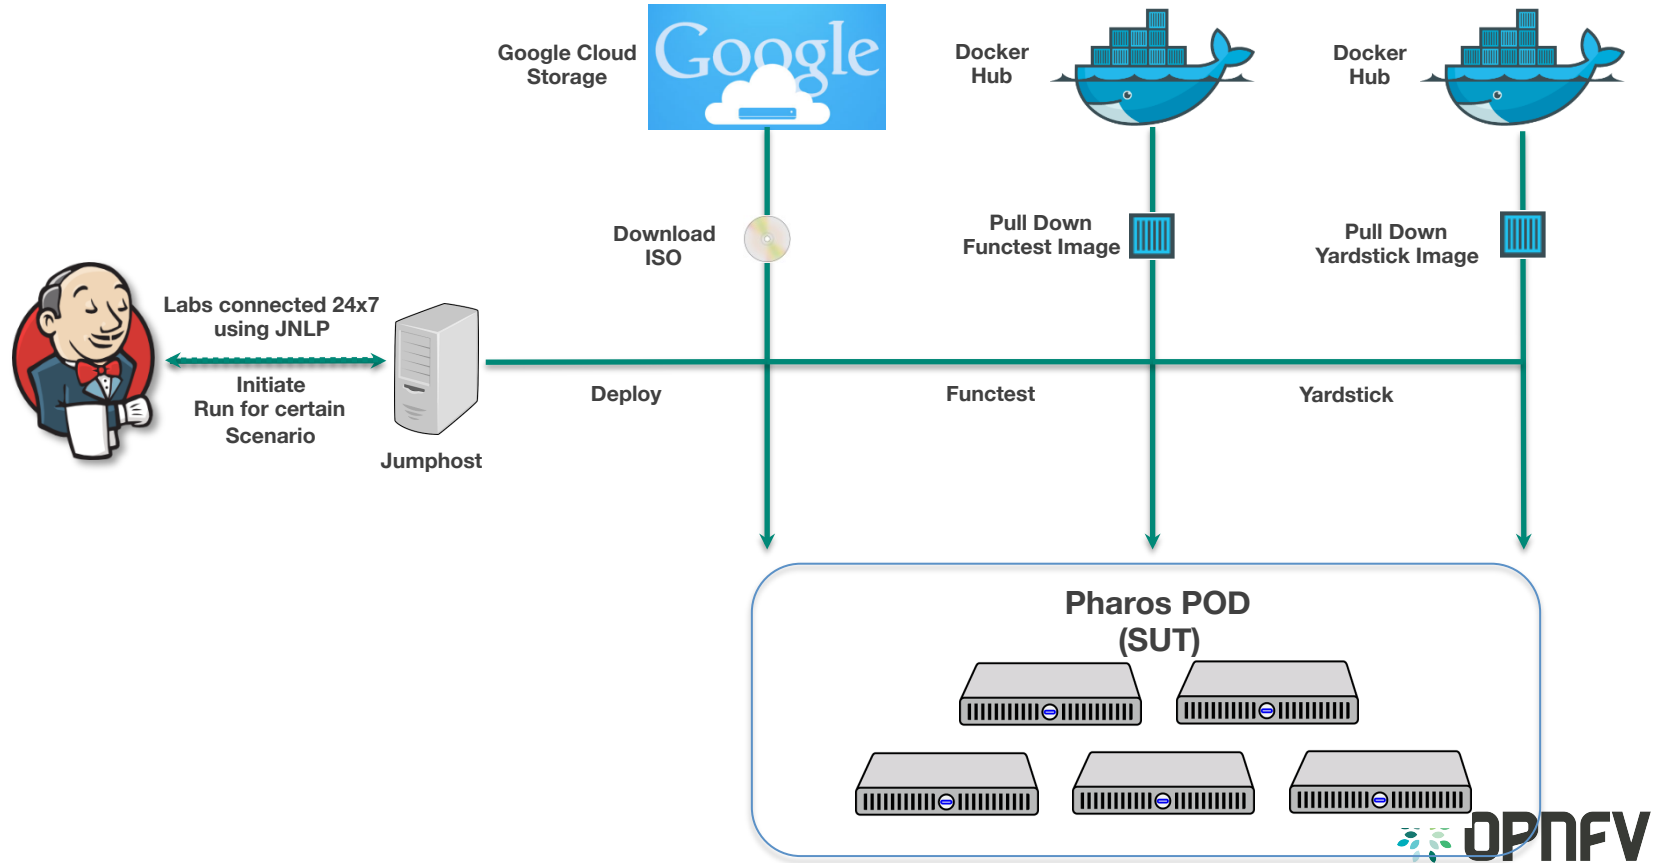 Google Cloud
Storage
Google
Docker
Hub
Docker
Hub
Download
ISO
Pull Down
Functest Image
Pull Down
Yardstick Image
Labs connected 24x7
using JNLP
Initiate
Run for certain
Scenario
Jumphost
Deploy
Functest
Yardstick
Pharos POD
(SUT)
OPNFV